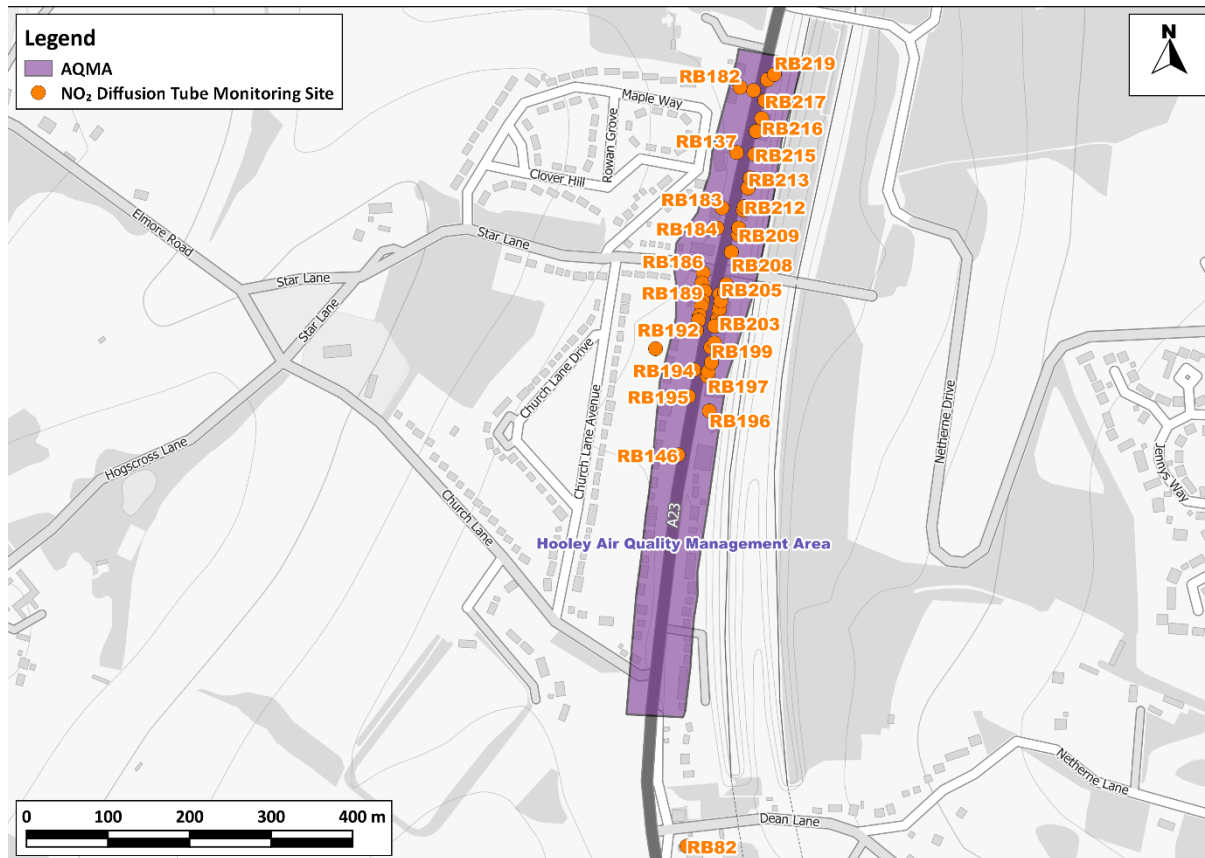 Legend
AQMA
NO₂ Diffusion Tube Monitoring Site
N
RB219
RB182
Maple Way
RB217
RB216
RB137
RB215
Rowan Grove
Clover Hill
RB213
RB183
RB212
Elmore Road
RB184
Star Lane
RB209
RB186
RB208
Star Lane
RB189
RB205
Star Lane
RB192
RB203
RB199
Church Lane Drive
RB194
RB197
RB195
RB196
Netherne Drive
Church Lane Avenue
Hogscross Lane
RB146
Jennys Way
Church Lane
A23
Hooley Air Quality Management Area
Netherne Lane
0 100 200 300 400 m
Dean Lane
RB82